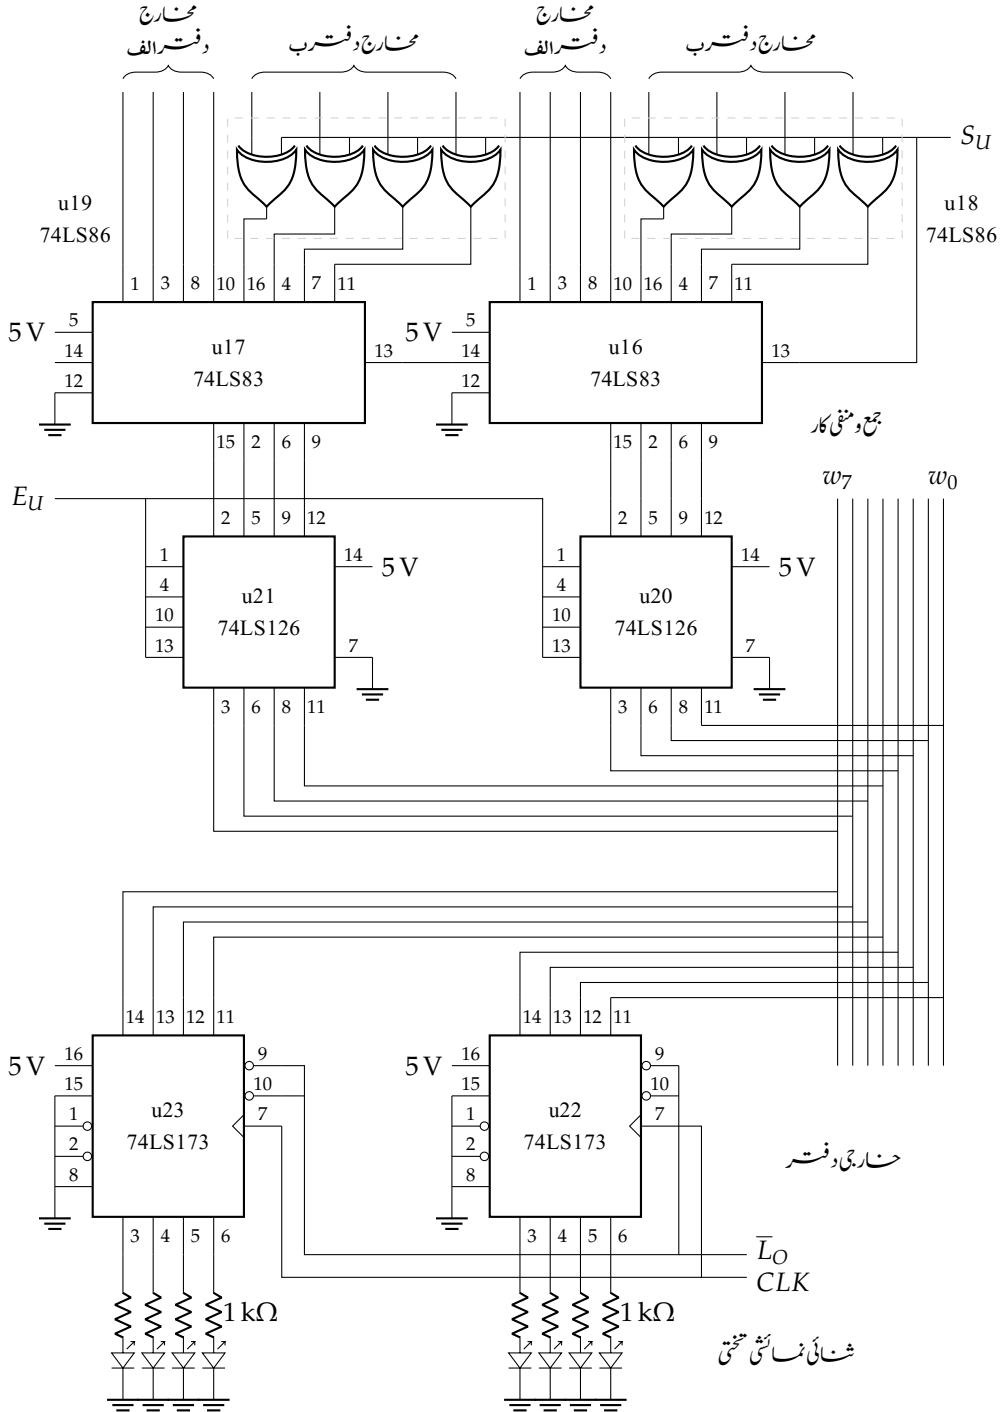 مخارج
دفتر الف
مخارج دفتر ب
مخارج
دفتر الف
مخارج دفتر ب
S_U
u19
74LS86
u18
74LS86
1 3 8 10 16 4 7 11
1 3 8 10 16 4 7 11
5 V 5
14
12
u17
74LS83
13
5 V 5
14
12
u16
74LS83
13
جمع و منفی کار
15 2 6 9
15 2 6 9
w_7 w_0
E_U
2 5 9 12
2 5 9 12
1
4
10
13
u21
74LS126
14 5 V
7
1
4
10
13
u20
74LS126
14 5 V
7
3 6 8 11
3 6 8 11
14 13 12 11
14 13 12 11
5 V 16
15
1
2
8
u23
74LS173
9
10
7
5 V 16
15
1
2
8
u22
74LS173
9
10
7
خارجی دفتر
3 4 5 6
3 4 5 6
L̅_O
CLK
1 kΩ
1 kΩ
ثنائی نمائشی تختی